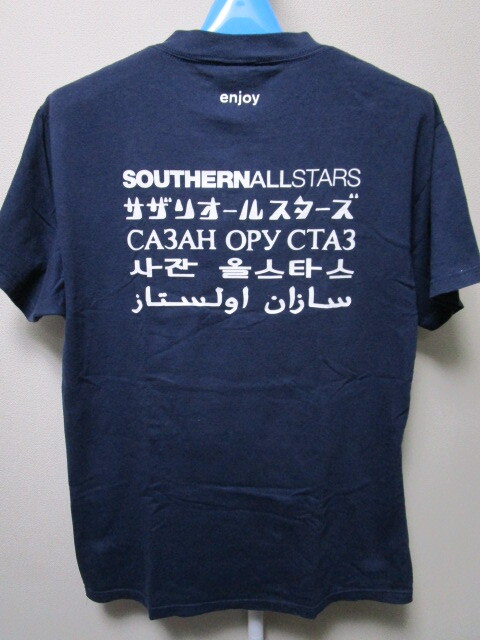 enjoy
SOUTHERNALLSTARS
サザンオールスターズ
САЗАН ОРУ СТАЗ
사잔 올스타스
سازان اولستاز